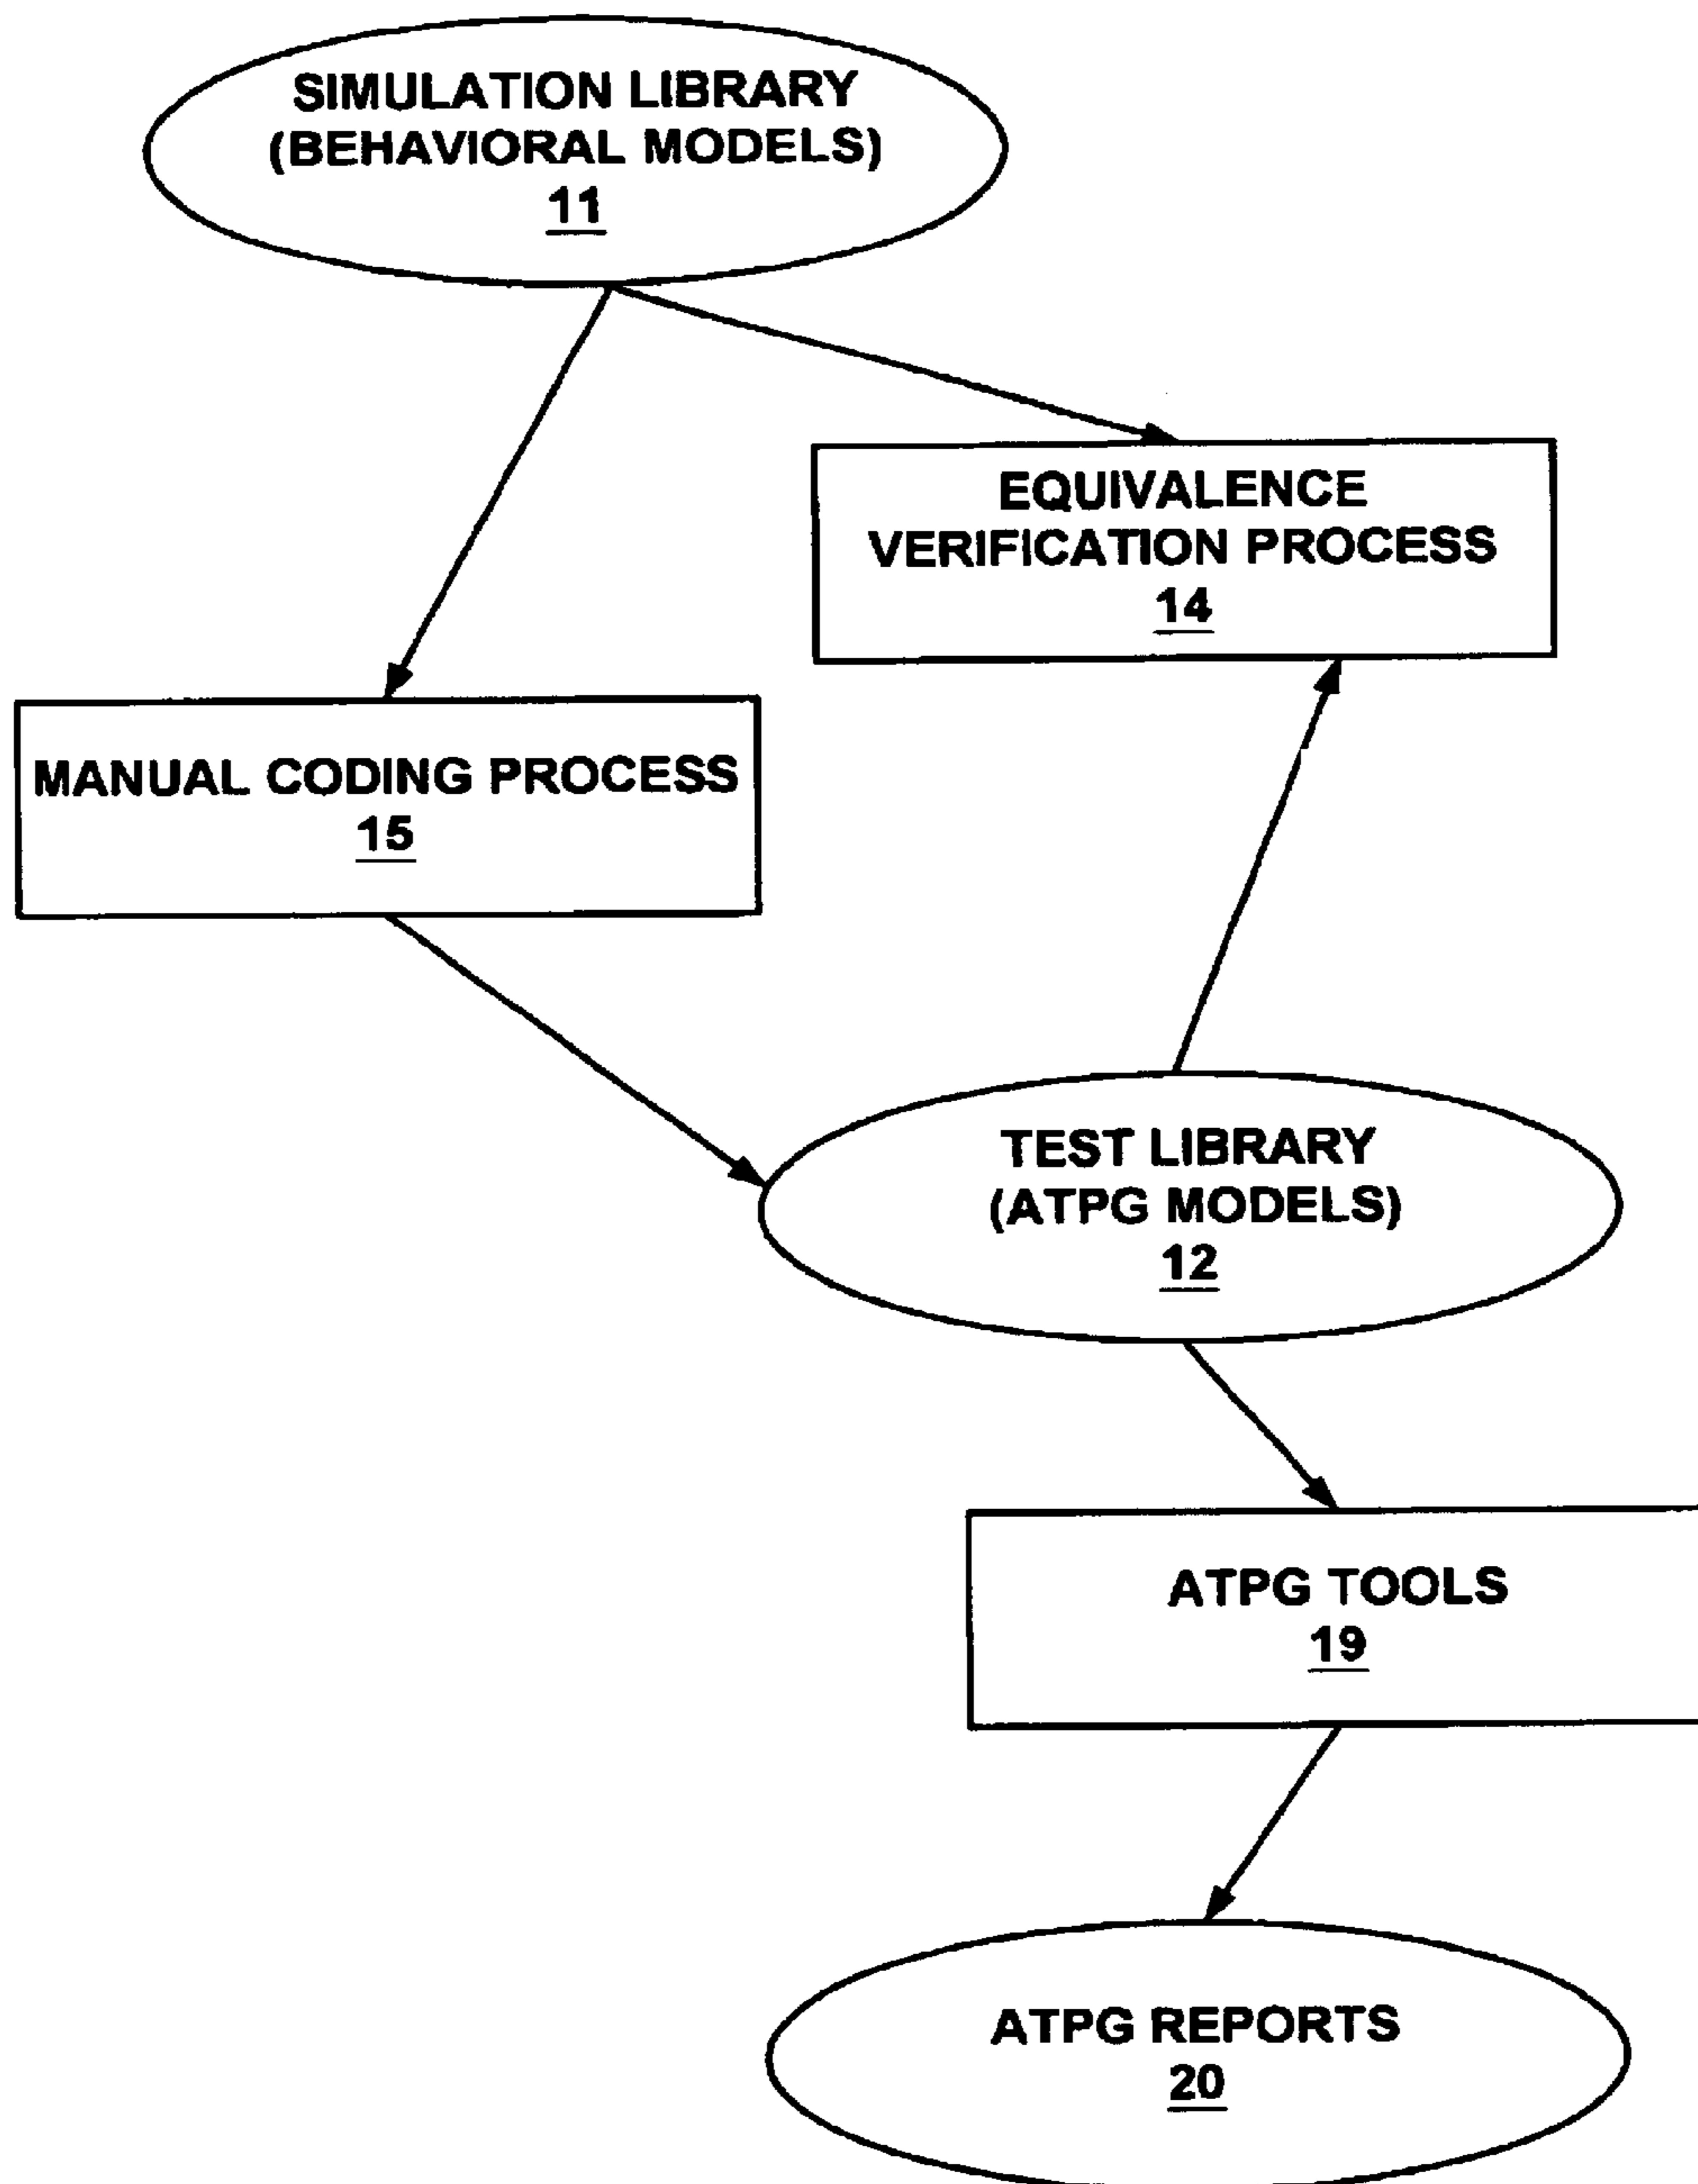 SIMULATION LIBRARY
(BEHAVIORAL MODELS)
11
EQUIVALENCE
VERIFICATION PROCESS
14
MANUAL CODING PROCESS
15
TEST LIBRARY
(ATPG MODELS)
12
ATPG TOOLS
19
ATPG REPORTS
20